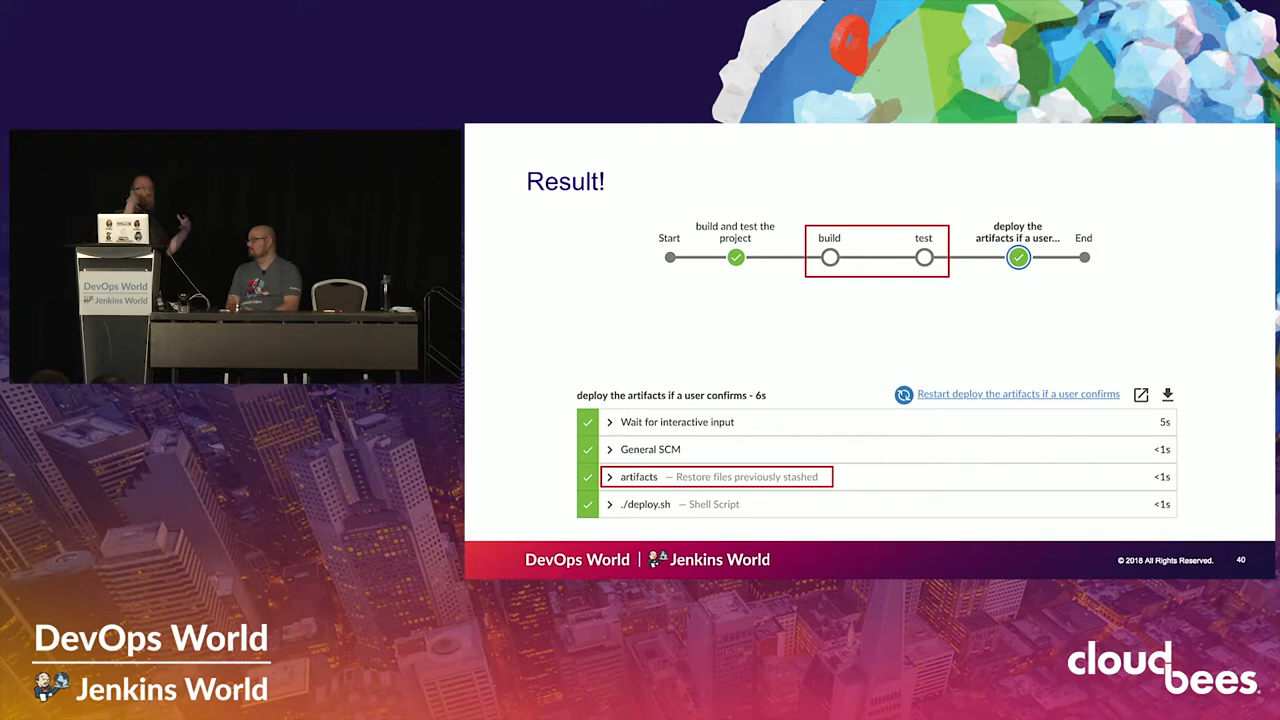 Result!
build and test the
project
deploy the
artifacts if a user...
Start
build
test
End
deploy the artifacts if a user confirms - 6s
Restart deploy the artifacts if a user confirms
Wait for interactive input
5s
General SCM
<1s
artifacts — Restore files previously stashed
<1s
./deploy.sh — Shell Script
<1s
DevOps World | Jenkins World
© 2018 All Rights Reserved.
40
DevOps World
Jenkins World
DevOps World
Jenkins World
cloudbees